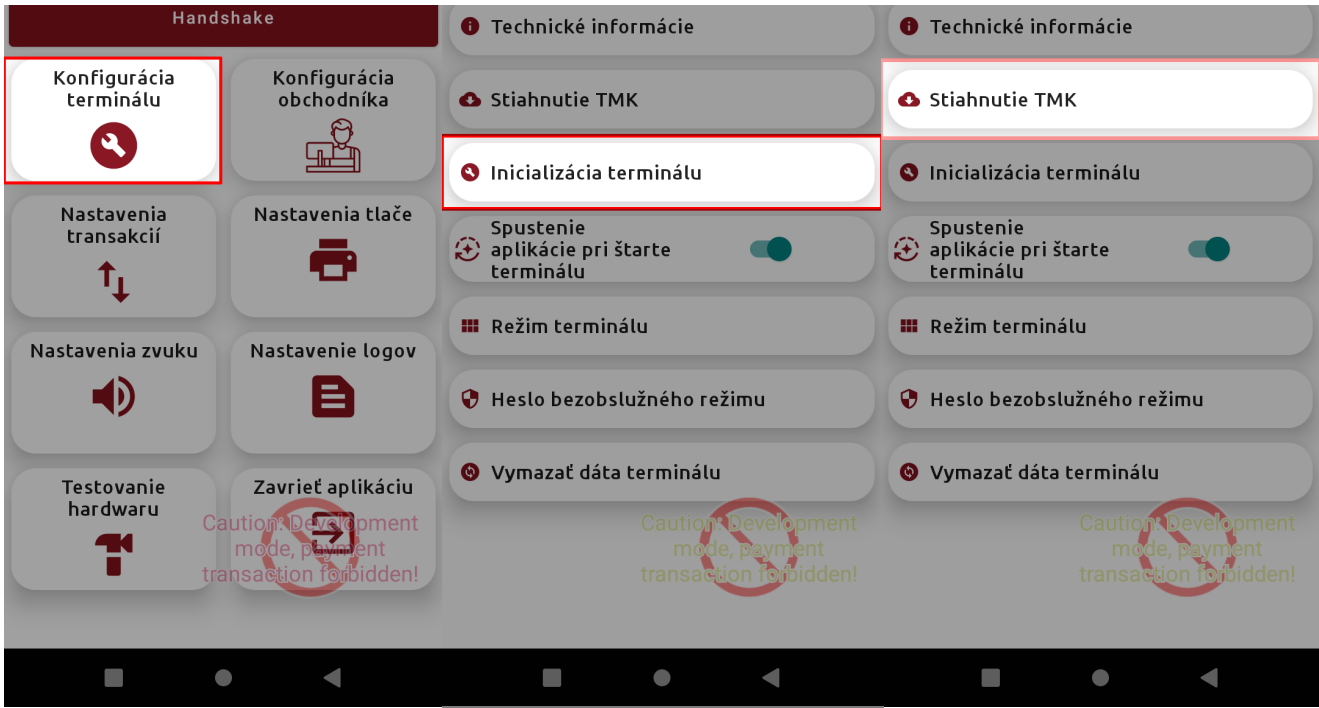 Handshake
Konfigurácia
terminálu
Konfigurácia
obchodníka
Nastavenia
transakcií
Nastavenia tlače
Nastavenia zvuku
Nastavenie logov
Testovanie
hardwaru
Zavrieť aplikáciu
Caution: Development
mode, payment
transaction forbidden!
Technické informácie
Stiahnutie TMK
Inicializácia terminálu
Spustenie
aplikácie pri štarte
terminálu
Režim terminálu
Heslo bezobslužného režimu
Vymazať dáta terminálu
Caution: Development
mode, payment
transaction forbidden!
Technické informácie
Stiahnutie TMK
Inicializácia terminálu
Spustenie
aplikácie pri štarte
terminálu
Režim terminálu
Heslo bezobslužného režimu
Vymazať dáta terminálu
Caution: Development
mode, payment
transaction forbidden!